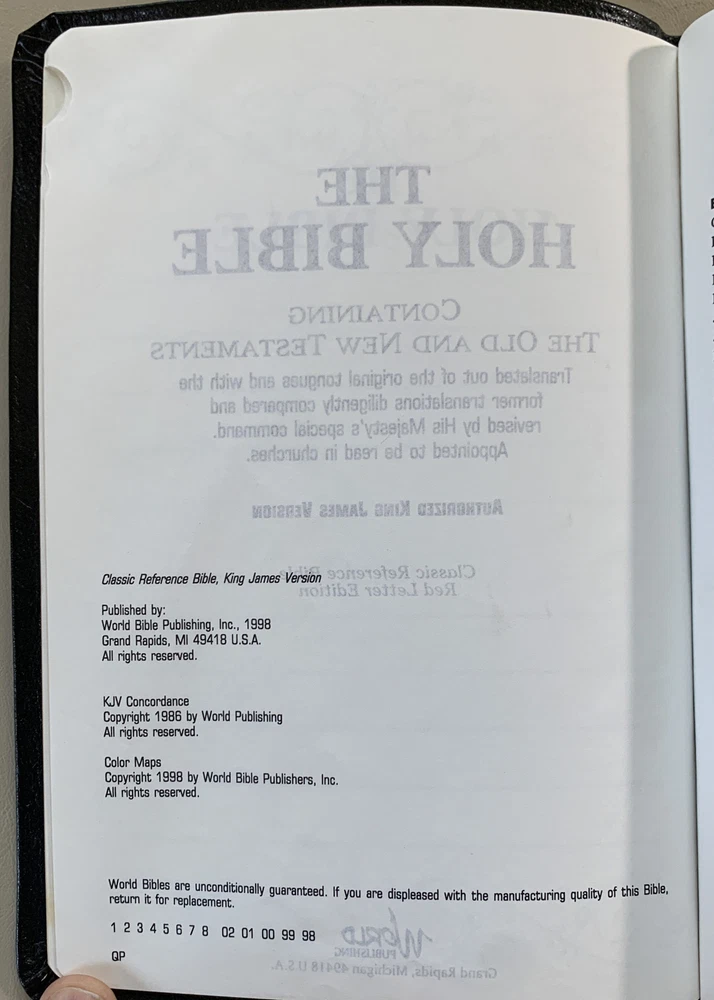 THE
HOLY BIBLE
CONTAINING
THE OLD AND NEW TESTAMENTS
Translated out of the original tongues and with the
former translations diligently compared and
revised by His Majesty's special command.
Appointed to be read in churches.
AUTHORIZED KING JAMES VERSION
Classic Reference Bible
Red Letter Edition
Classic Reference Bible, King James Version
Published by:
World Bible Publishing, Inc., 1998
Grand Rapids, MI 49418 U.S.A.
All rights reserved.
KJV Concordance
Copyright 1986 by World Publishing
All rights reserved.
Color Maps
Copyright 1998 by World Bible Publishers, Inc.
All rights reserved.
World Bibles are unconditionally guaranteed. If you are displeased with the manufacturing quality of this Bible,
return it for replacement.
1 2 3 4 5 6 7 8 02 01 00 99 98
QP
WORLD
PUBLISHING
Grand Rapids, Michigan 49418 U.S.A.